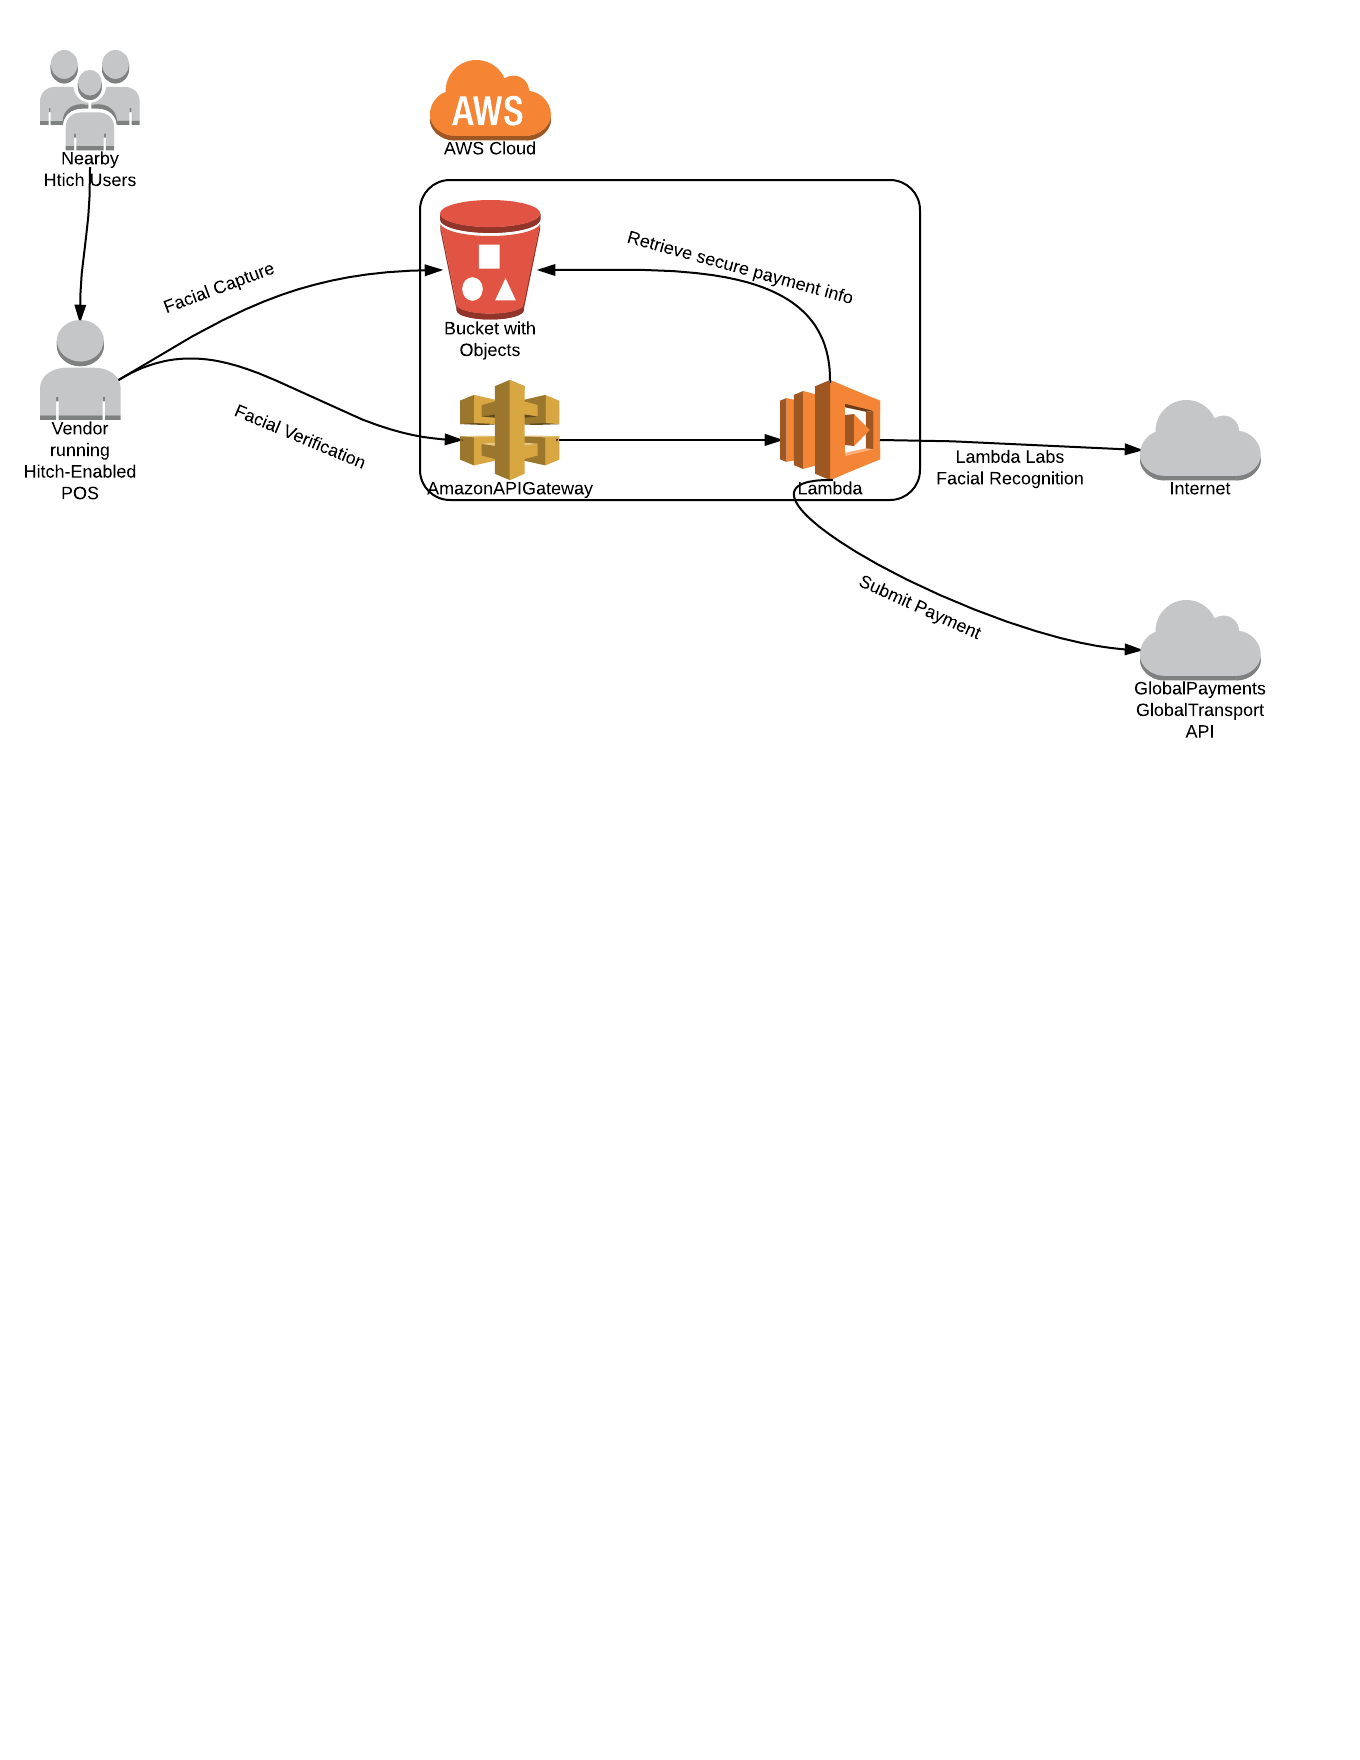 Nearby
Htich Users
AWS
AWS Cloud
Retrieve secure payment info
Facial Capture
Bucket with
Objects
Facial Verification
Vendor
running
Hitch-Enabled
POS
AmazonAPIGateway
Lambda
Lambda Labs
Facial Recognition
Internet
Submit Payment
GlobalPayments
GlobalTransport
API